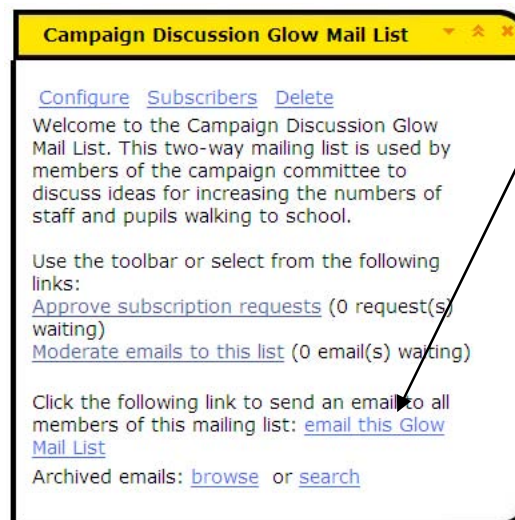 Campaign Discussion Glow Mail List
Configure Subscribers Delete
Welcome to the Campaign Discussion Glow
Mail List. This two-way mailing list is used by
members of the campaign committee to
discuss ideas for increasing the numbers of
staff and pupils walking to school.
Use the toolbar or select from the following
links:
Approve subscription requests (0 request(s)
waiting)
Moderate emails to this list (0 email(s) waiting)
Click the following link to send an email to all
members of this mailing list: email this Glow
Mail List
Archived emails: browse or search